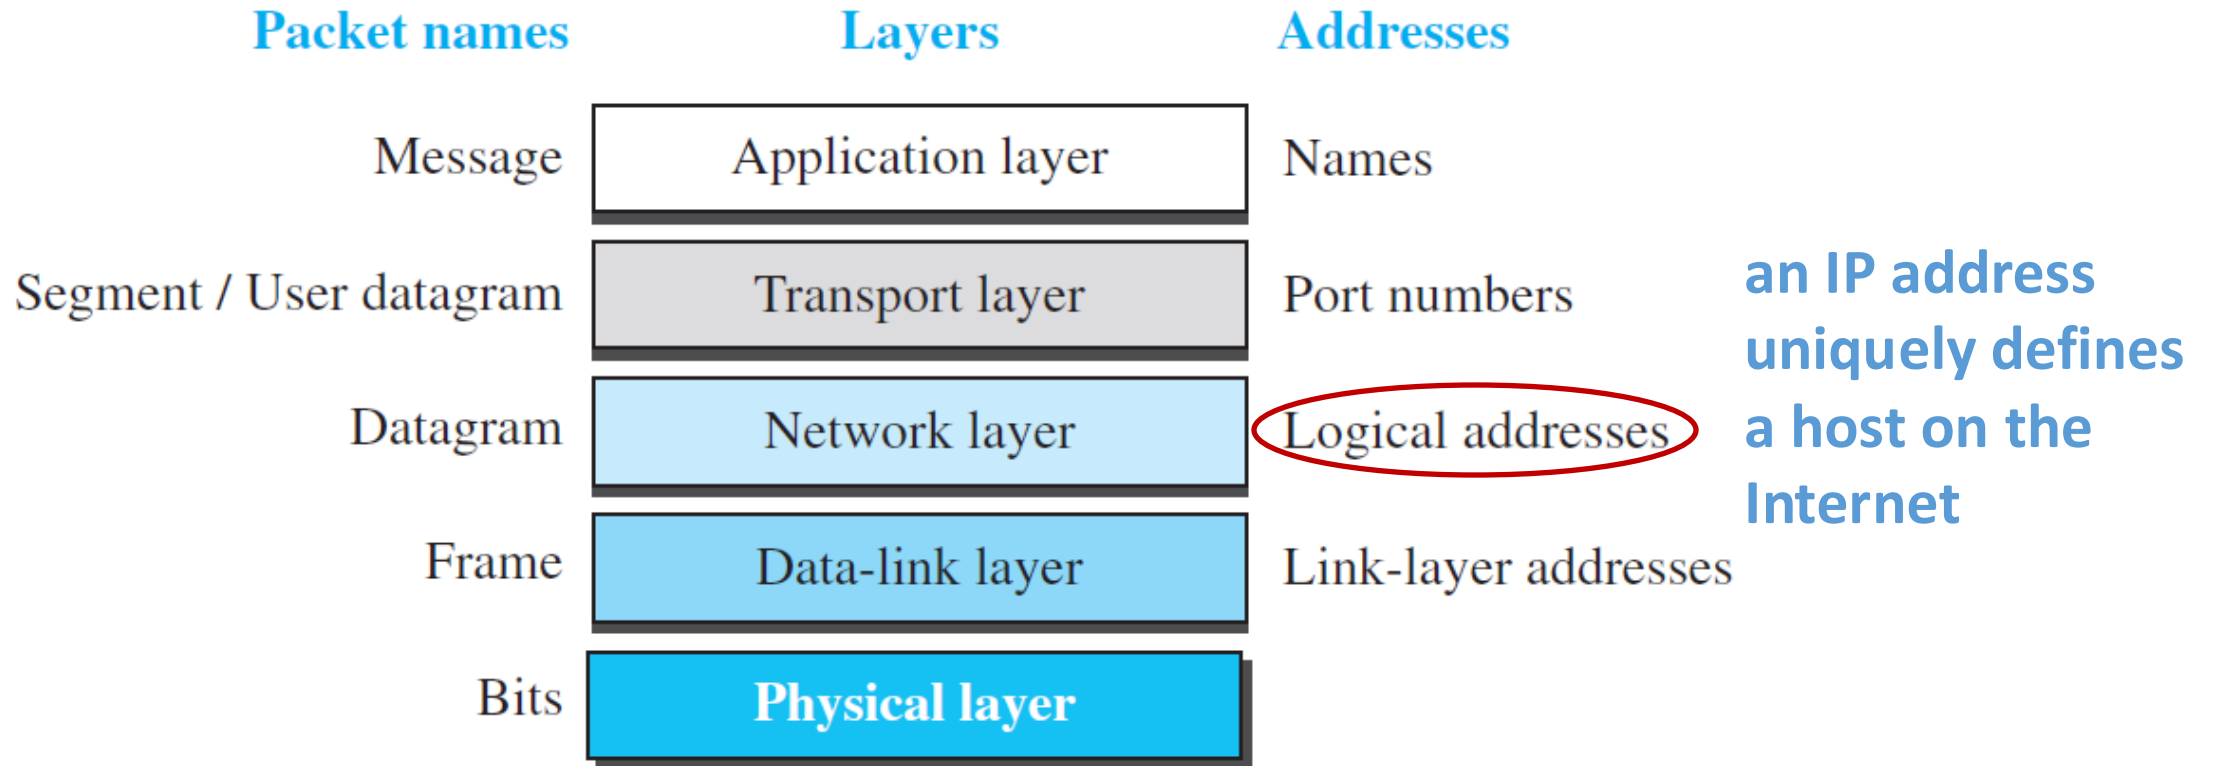 Packet names Layers Addresses
Message Application layer Names
Segment / User datagram Transport layer Port numbers
an IP address
uniquely defines
Datagram Network layer Logical addresses
a host on the
Internet
Frame Data-link layer Link-layer addresses
Bits Physical layer